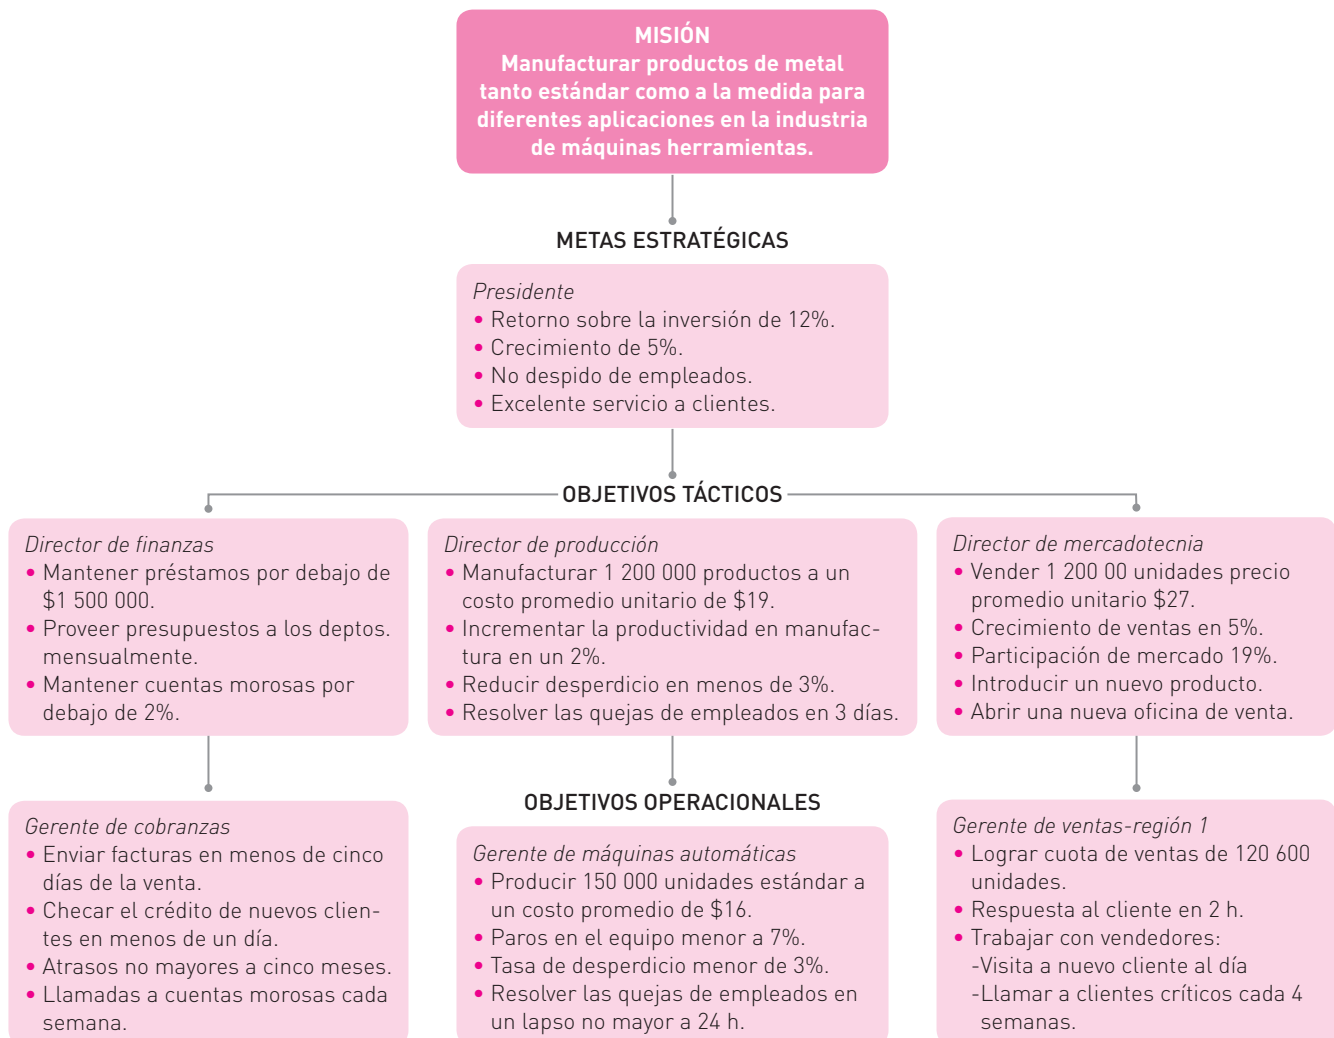 MISIÓN
Manufacturar productos de metal
tanto estándar como a la medida para
diferentes aplicaciones en la industria
de máquinas herramientas.
METAS ESTRATÉGICAS
Presidente
• Retorno sobre la inversión de 12%.
• Crecimiento de 5%.
• No despido de empleados.
• Excelente servicio a clientes.
OBJETIVOS TÁCTICOS
Director de finanzas
• Mantener préstamos por debajo de
$1 500 000.
• Proveer presupuestos a los deptos.
mensualmente.
• Mantener cuentas morosas por
debajo de 2%.
Director de producción
• Manufacturar 1 200 000 productos a un
costo promedio unitario de $19.
• Incrementar la productividad en manufac-
tura en un 2%.
• Reducir desperdicio en menos de 3%.
• Resolver las quejas de empleados en 3 días.
Director de mercadotecnia
• Vender 1 200 00 unidades precio
promedio unitario $27.
• Crecimiento de ventas en 5%.
• Participación de mercado 19%.
• Introducir un nuevo producto.
• Abrir una nueva oficina de venta.
OBJETIVOS OPERACIONALES
Gerente de cobranzas
• Enviar facturas en menos de cinco
días de la venta.
• Checar el crédito de nuevos clien-
tes en menos de un día.
• Atrasos no mayores a cinco meses.
• Llamadas a cuentas morosas cada
semana.
Gerente de máquinas automáticas
• Producir 150 000 unidades estándar a
un costo promedio de $16.
• Paros en el equipo menor a 7%.
• Tasa de desperdicio menor de 3%.
• Resolver las quejas de empleados en
un lapso no mayor a 24 h.
Gerente de ventas-región 1
• Lograr cuota de ventas de 120 600
unidades.
• Respuesta al cliente en 2 h.
• Trabajar con vendedores:
-Visita a nuevo cliente al día
-Llamar a clientes críticos cada 4
semanas.